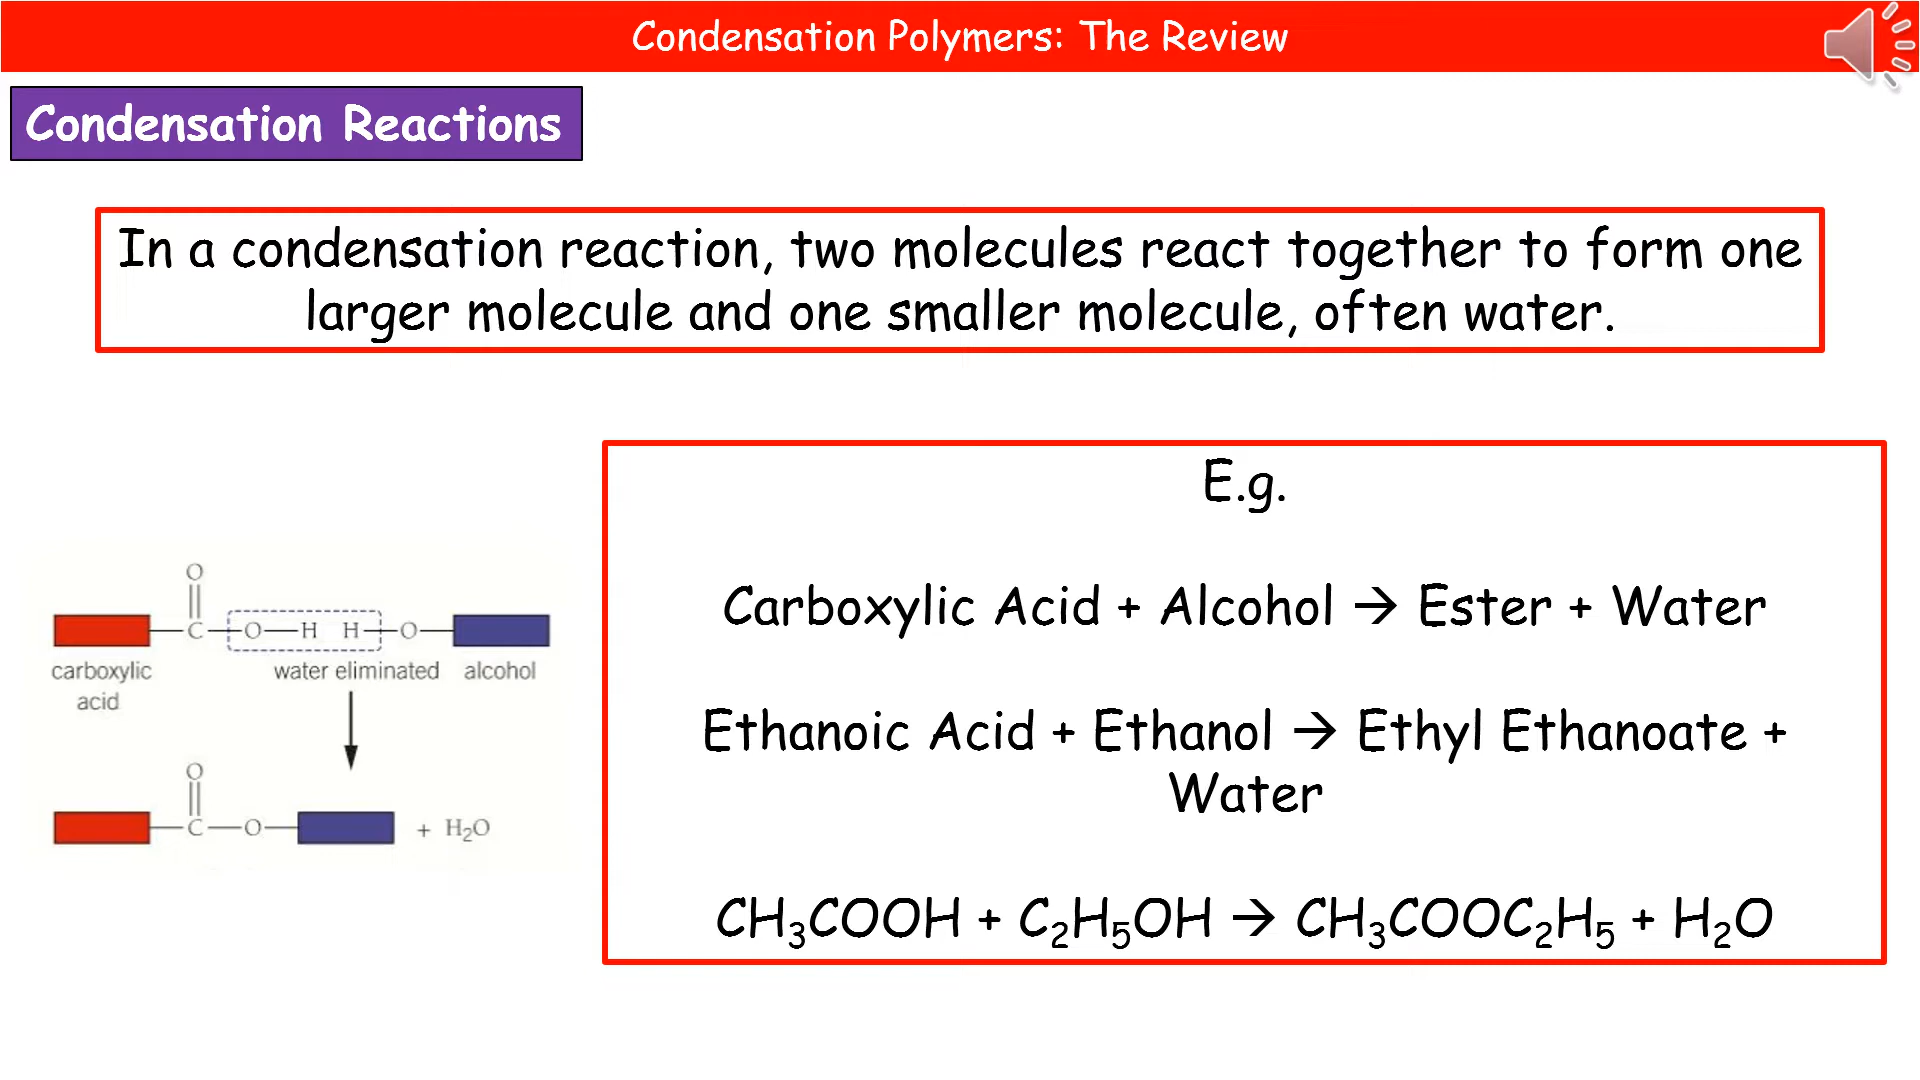 Condensation Polymers: The Review
Condensation Reactions
In a condensation reaction, two molecules react together to form one
larger molecule and one smaller molecule, often water.
E.g.
Carboxylic Acid + Alcohol → Ester + Water
Ethanoic Acid + Ethanol → Ethyl Ethanoate +
Water
CH₃COOH + C₂H₅OH → CH₃COOC₂H₅ + H₂O
O
C O H H O
carboxylic
acid
water eliminated
alcohol
O
C O + H₂O